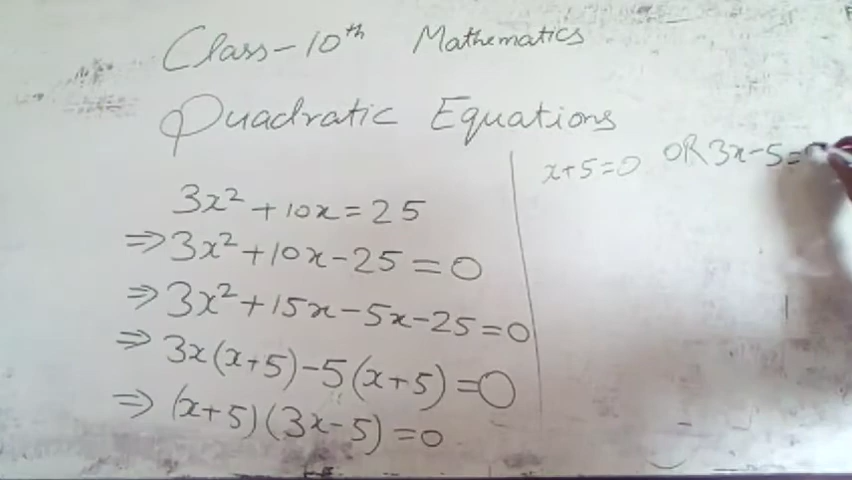 Class-10th Mathematics
Quadratic Equations
3x² + 10x = 25
⇒ 3x² + 10x - 25 = 0
⇒ 3x² + 15x - 5x - 25 = 0
⇒ 3x(x+5) - 5(x+5) = 0
⇒ (x+5)(3x-5) = 0
x+5=0 OR 3x-5=0